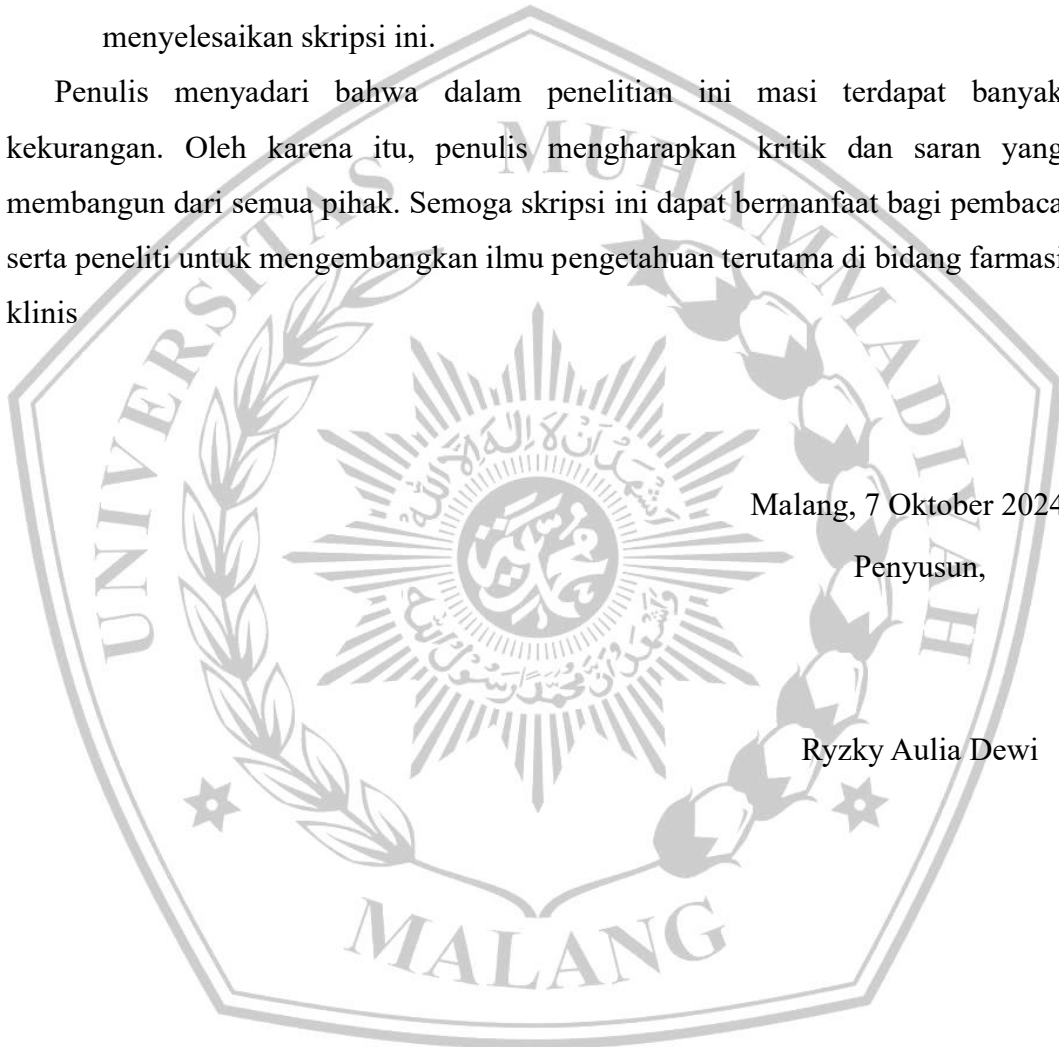 menyelesaikan skripsi ini.
Penulis menyadari bahwa dalam penelitian ini masi terdapat banyak
kekurangan. Oleh karena itu, penulis mengharapkan kritik dan saran yang
membangun dari semua pihak. Semoga skripsi ini dapat bermanfaat bagi pembaca
serta peneliti untuk mengembangkan ilmu pengetahuan terutama di bidang farmasi
klinis
Malang, 7 Oktober 2024
Penyusun,
Ryzky Aulia Dewi
UNIVERSITAS MUHAMMADIYAH
MALANG